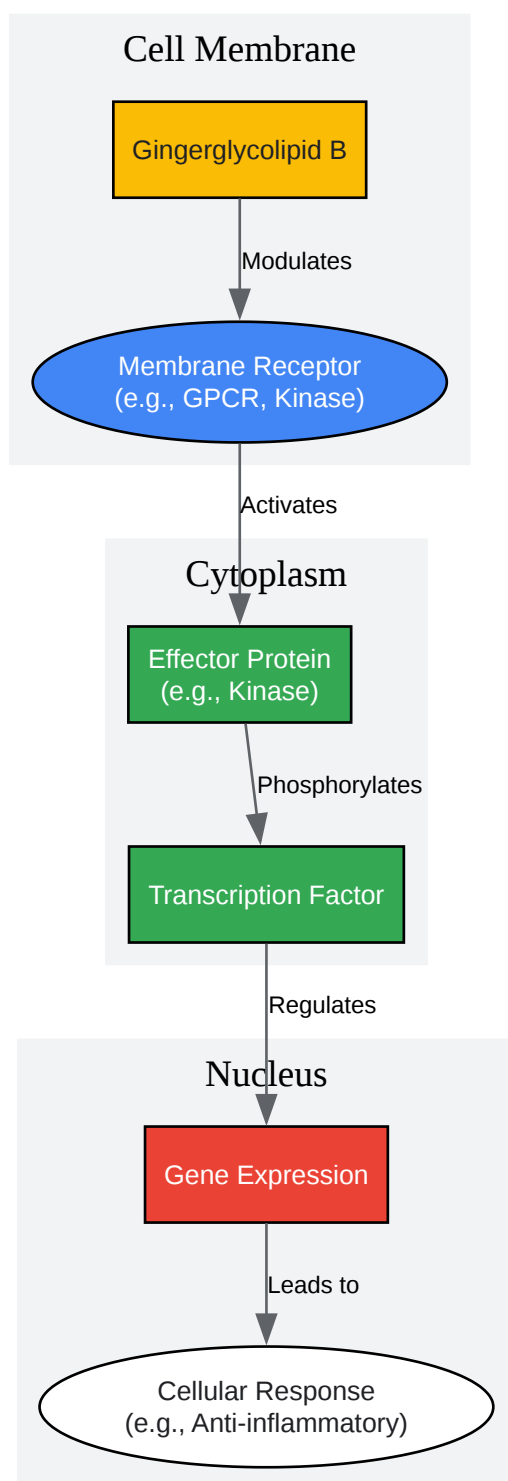 Cell Membrane
Gingerglycolipid B
Modulates
Membrane Receptor
(e.g., GPCR, Kinase)
Activates
Cytoplasm
Effector Protein
(e.g., Kinase)
Phosphorylates
Transcription Factor
Regulates
Nucleus
Gene Expression
Leads to
Cellular Response
(e.g., Anti-inflammatory)